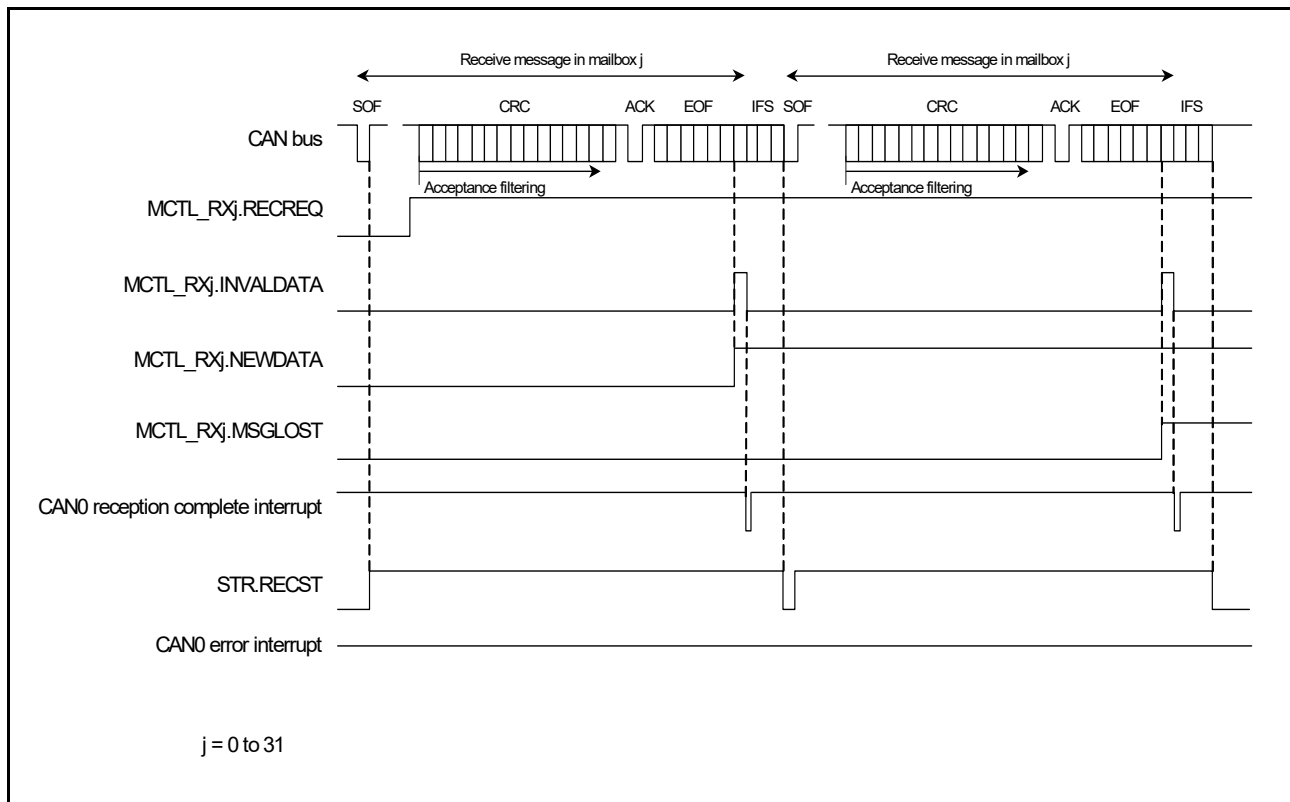 Receive message in mailbox j Receive message in mailbox j
SOF CRC ACK EOF IFS SOF CRC ACK EOF IFS
CAN bus
Acceptance filtering Acceptance filtering
MCTL_RXj.RECREQ
MCTL_RXj.INVALDATA
MCTL_RXj.NEWDATA
MCTL_RXj.MSGLOST
CAN0 reception complete interrupt
STR.RECST
CAN0 error interrupt
j = 0 to 31